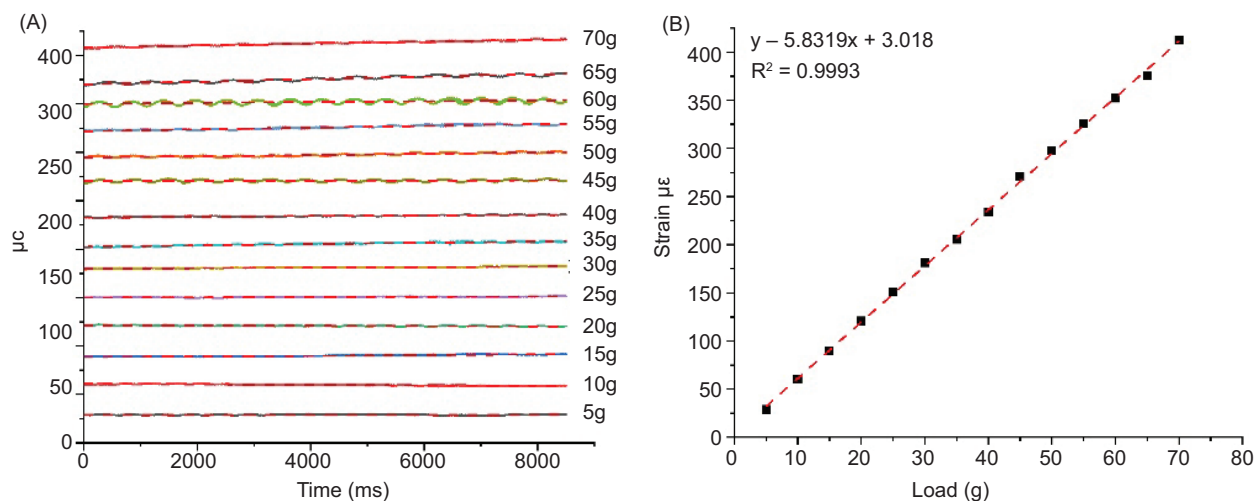 (A)
400
300
250
200
150
100
50
0
µc
0 2000 4000 6000 8000
Time (ms)
70g
65g
60g
55g
50g
45g
40g
35g
30g
25g
20g
15g
10g
5g
(B)
y – 5.8319x + 3.018
R² = 0.9993
400
350
300
250
200
150
100
50
0
Strain µε
0 10 20 30 40 50 60 70 80
Load (g)